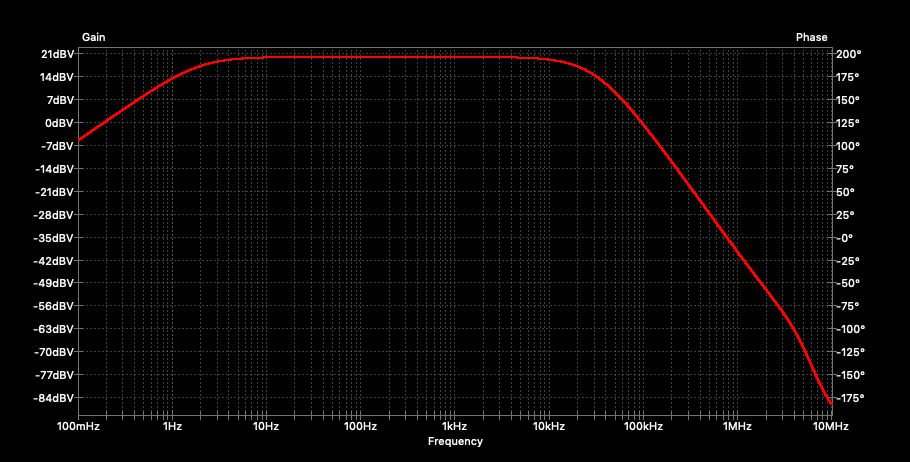 Gain Phase
21dBV 200°
14dBV 175°
7dBV 150°
0dBV 125°
-7dBV 100°
-14dBV 75°
-21dBV 50°
-28dBV 25°
-35dBV -0°
-42dBV -25°
-49dBV -50°
-56dBV -75°
-63dBV -100°
-70dBV -125°
-77dBV -150°
-84dBV -175°
100mHz 1Hz 10Hz 100Hz 1kHz 10kHz 100kHz 1MHz 10MHz
Frequency